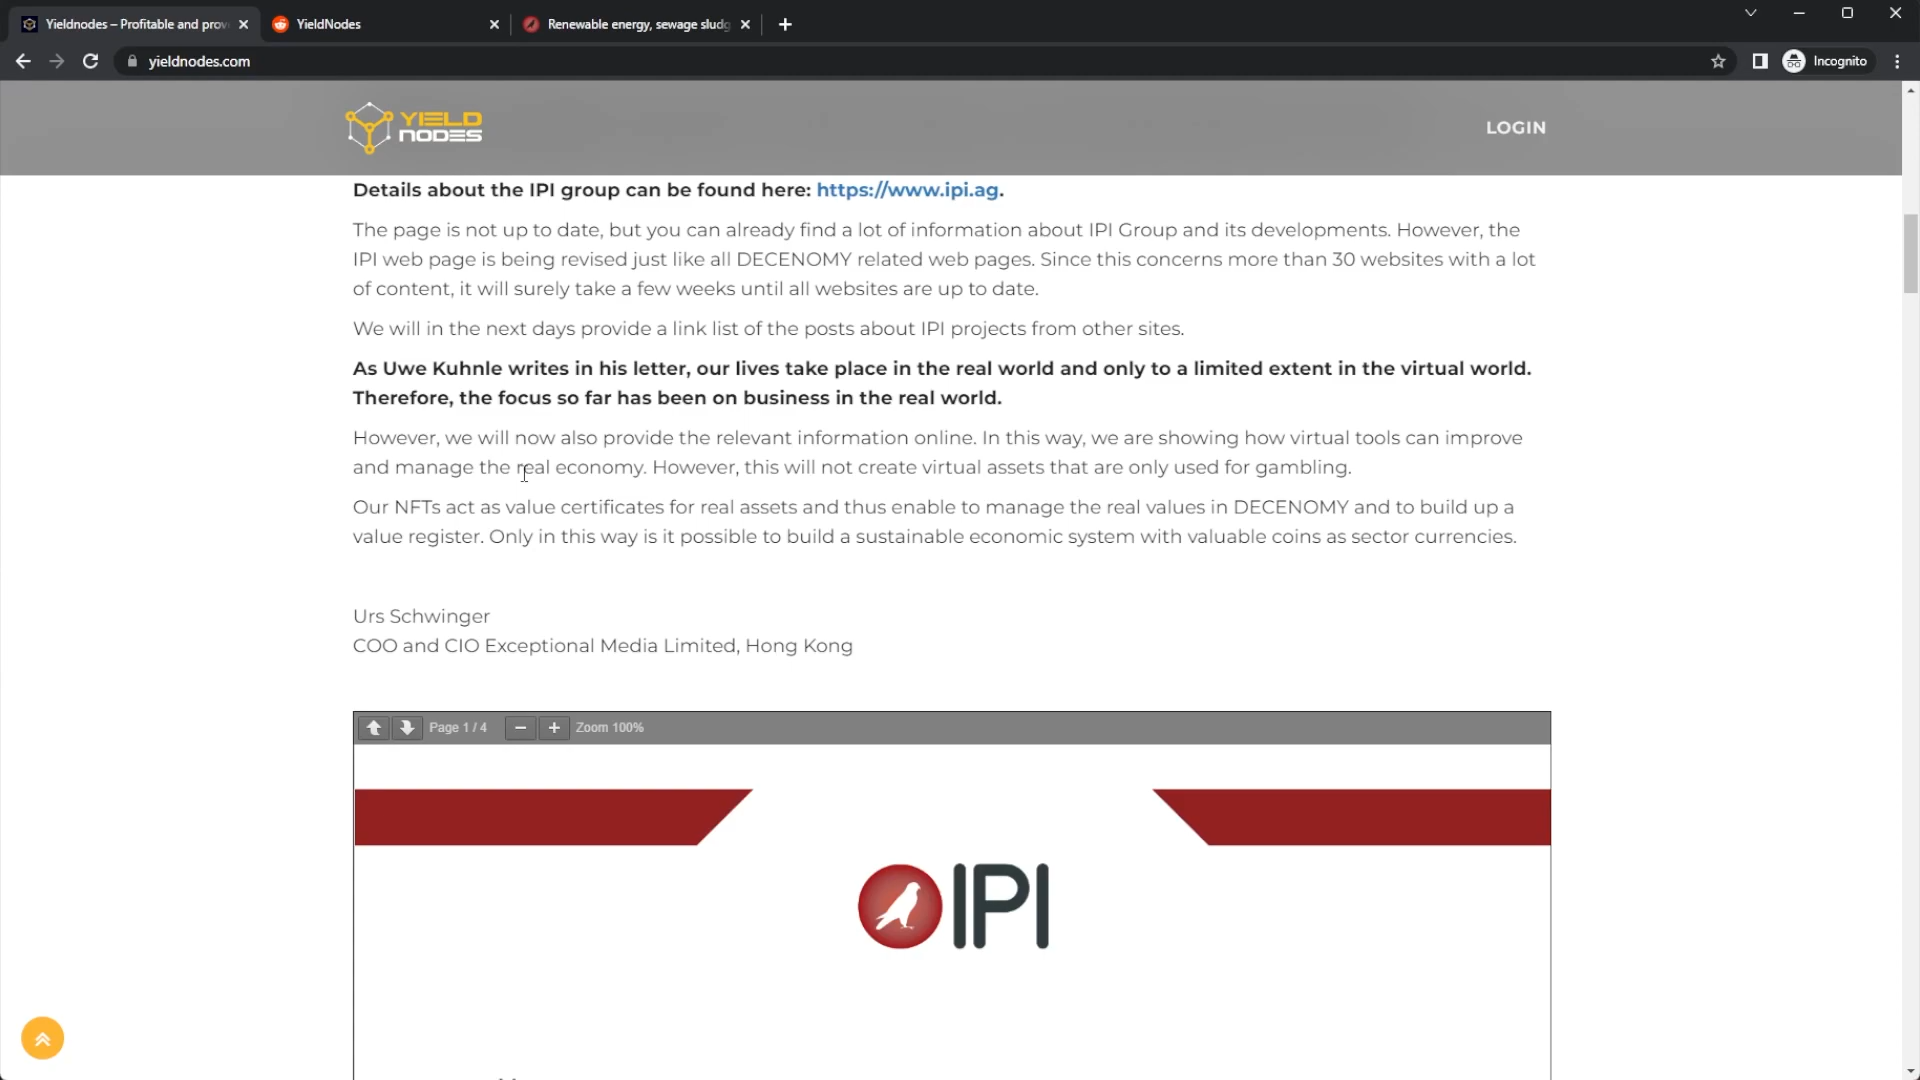 Yieldnodes – Profitable and prov
YieldNodes
Renewable energy, sewage sludg
yieldnodes.com
Incognito
YIELD
NODES
LOGIN
Details about the IPI group can be found here: https://www.ipi.ag.
The page is not up to date, but you can already find a lot of information about IPI Group and its developments. However, the
IPI web page is being revised just like all DECENOMY related web pages. Since this concerns more than 30 websites with a lot
of content, it will surely take a few weeks until all websites are up to date.
We will in the next days provide a link list of the posts about IPI projects from other sites.
As Uwe Kuhnle writes in his letter, our lives take place in the real world and only to a limited extent in the virtual world.
Therefore, the focus so far has been on business in the real world.
However, we will now also provide the relevant information online. In this way, we are showing how virtual tools can improve
and manage the real economy. However, this will not create virtual assets that are only used for gambling.
Our NFTs act as value certificates for real assets and thus enable to manage the real values in DECENOMY and to build up a
value register. Only in this way is it possible to build a sustainable economic system with valuable coins as sector currencies.
Urs Schwinger
COO and CIO Exceptional Media Limited, Hong Kong
Page 1 / 4
Zoom 100%
IPI